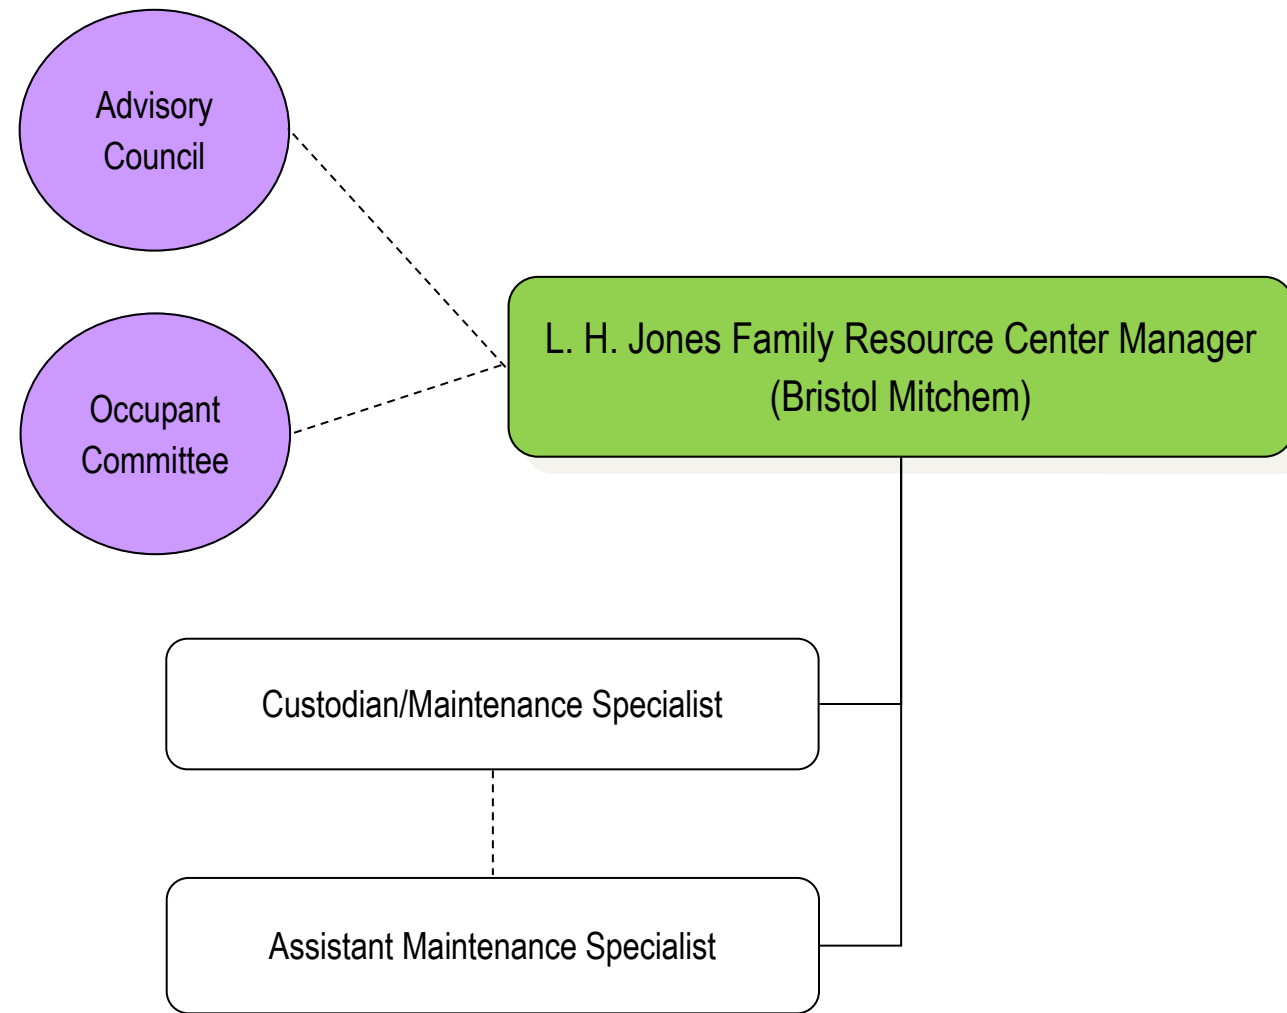 Advisory
Council
L. H. Jones Family Resource Center Manager
(Bristol Mitchem)
Occupant
Committee
Custodian/Maintenance Specialist
Assistant Maintenance Specialist